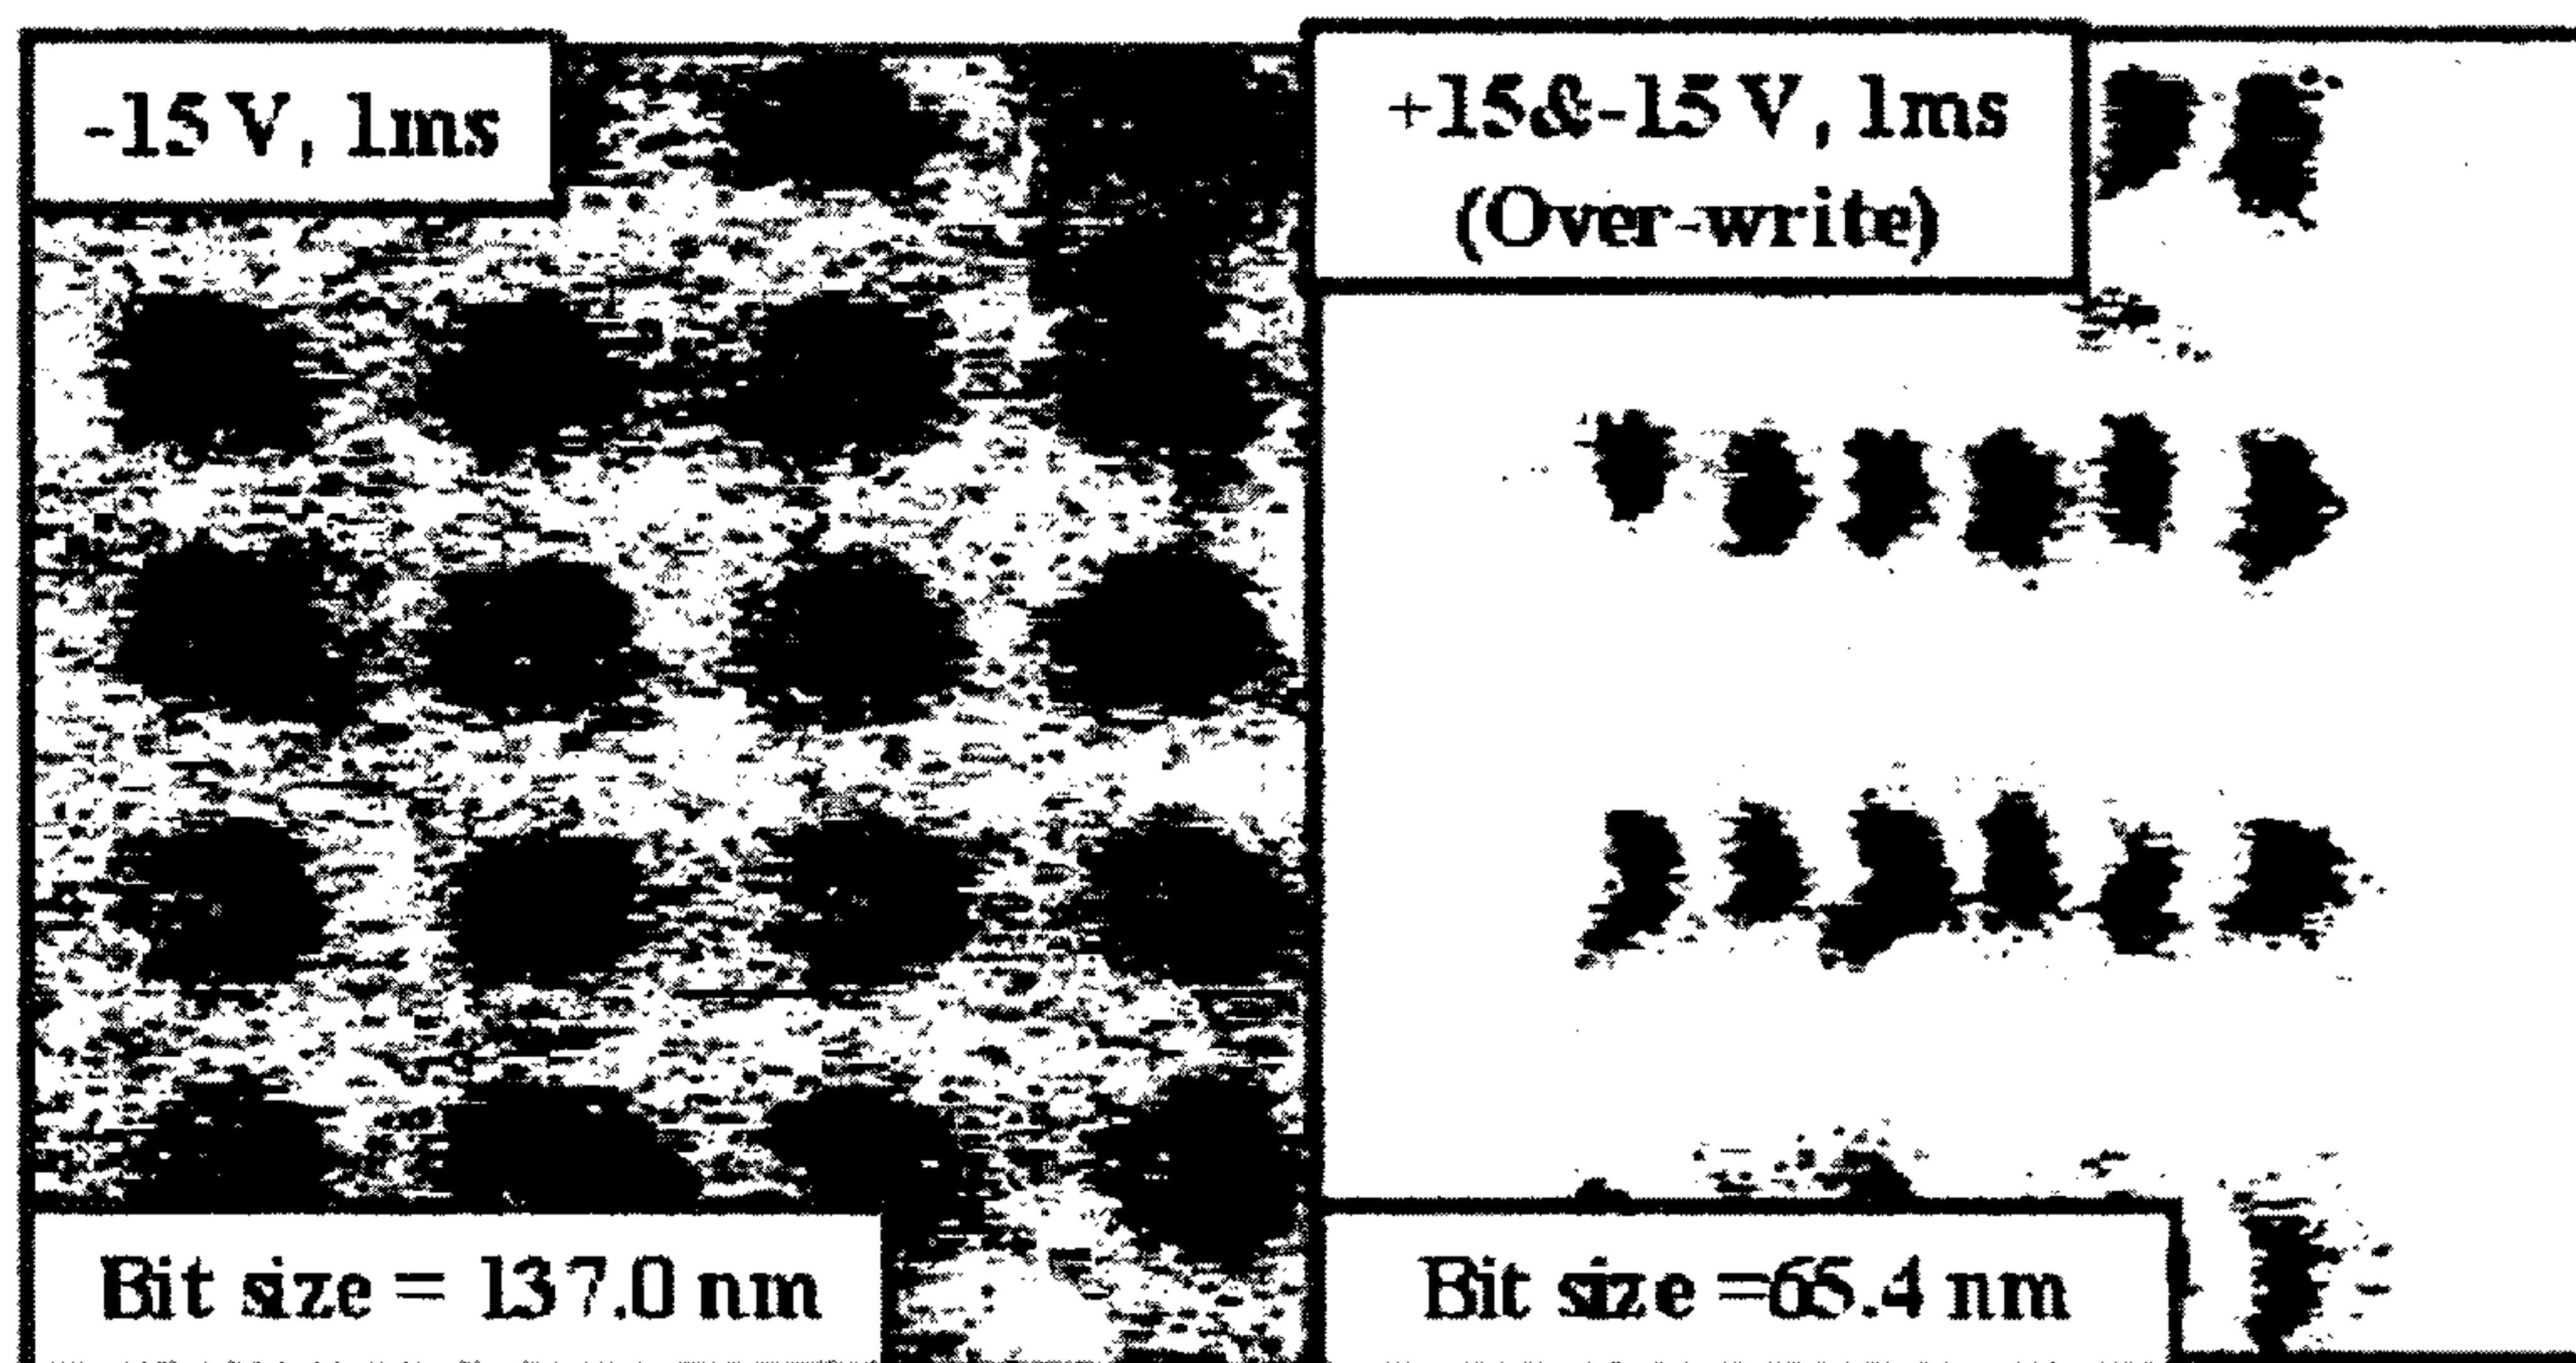 -15 V, 1ms
+15&-15 V, 1ms
(Over-write)
Bit size = 137.0 nm
Bit size =65.4 nm